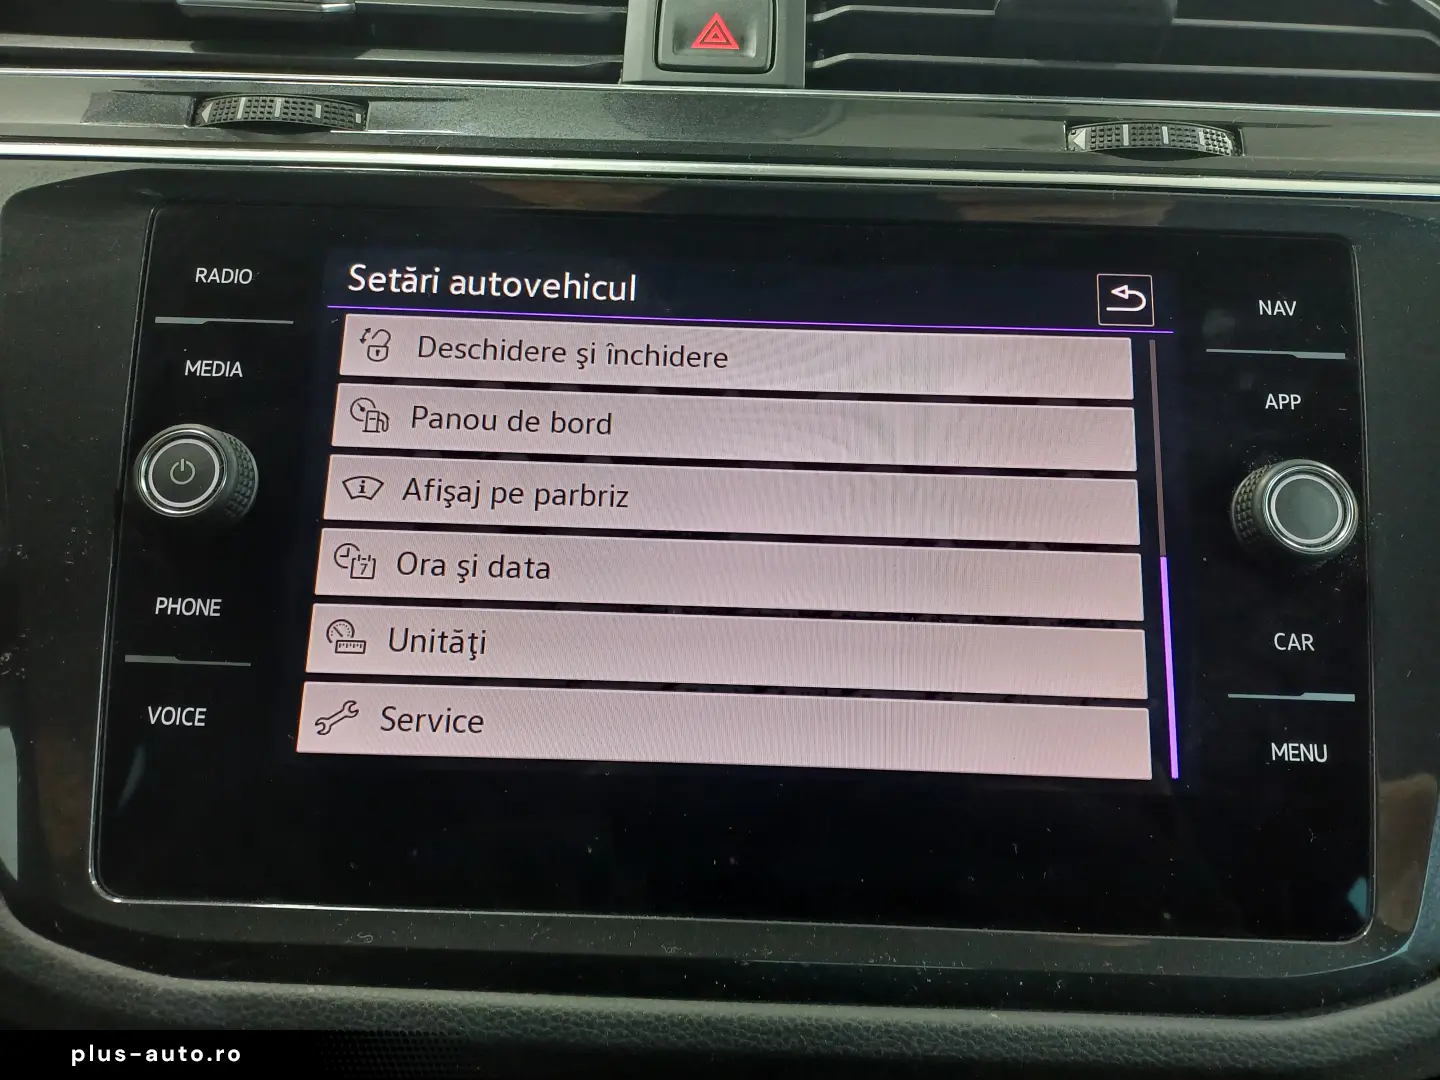 RADIO
MEDIA
PHONE
VOICE
Setări autovehicul
Deschidere şi închidere
Panou de bord
Afişaj pe parbriz
7
Ora şi data
Unităţi
Service
NAV
APP
CAR
MENU
plus-auto.ro